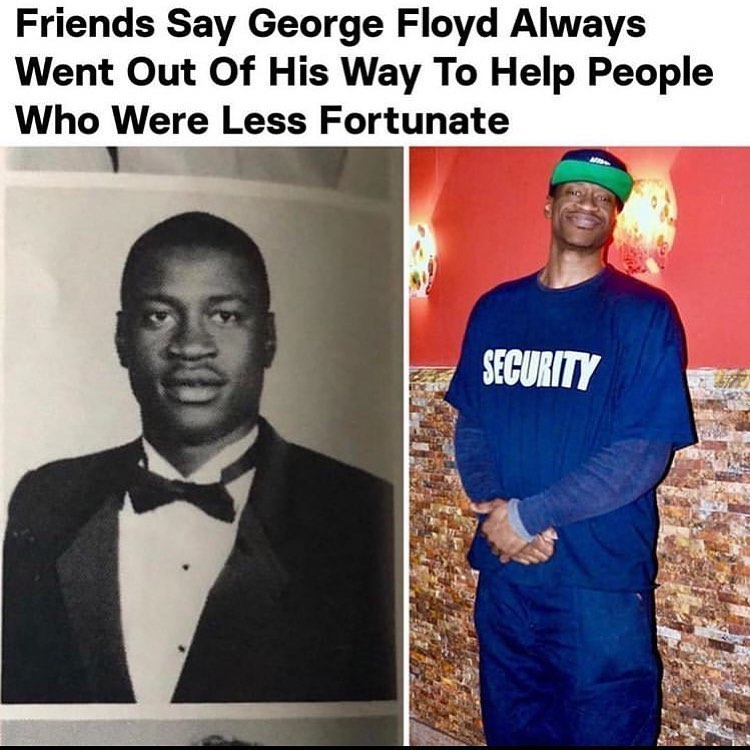 Friends Say George Floyd Always
Went Out Of His Way To Help People
Who Were Less Fortunate
SECURITY